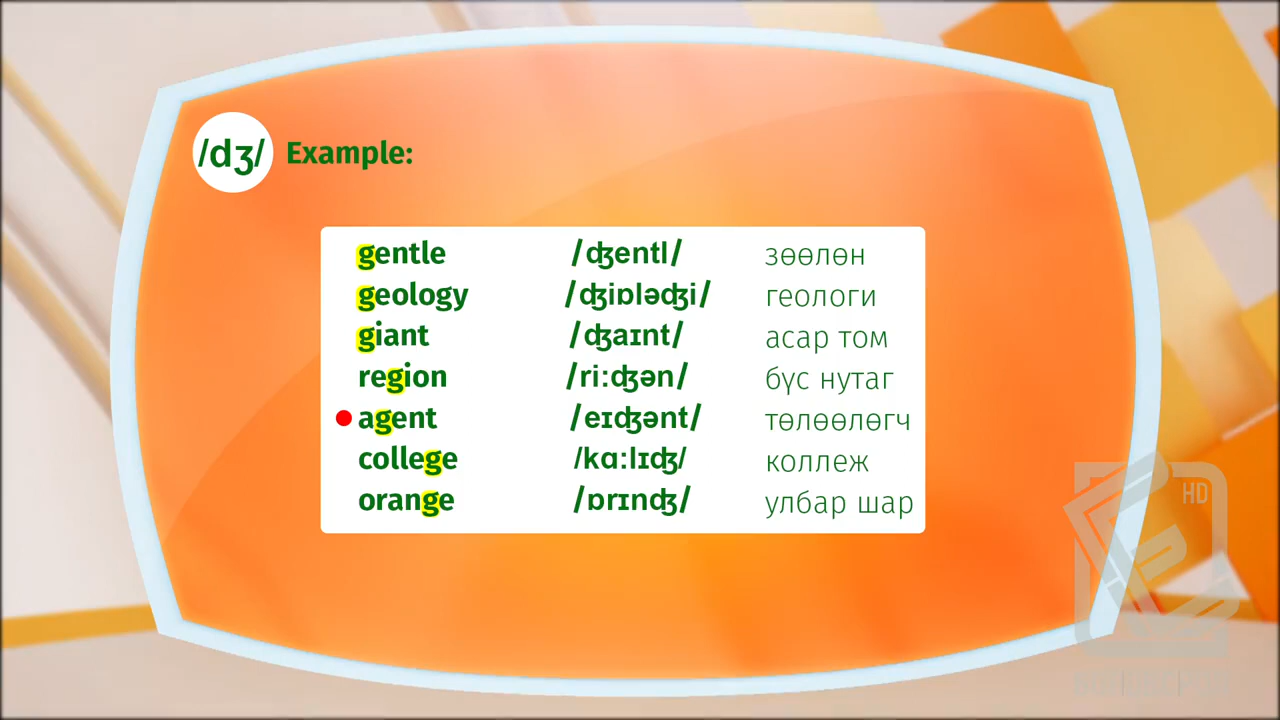 /dʒ/ Example:
gentle /ʤentl/ зөөлөн
geology /ʤiɒləʤi/ геологи
giant /ʤaɪnt/ асар том
region /ri:ʤən/ бүс нутаг
agent /eɪʤənt/ төлөөлөгч
college /kɑ:lɪʤ/ коллеж
orange /ɒrɪnʤ/ улбар шар
HD